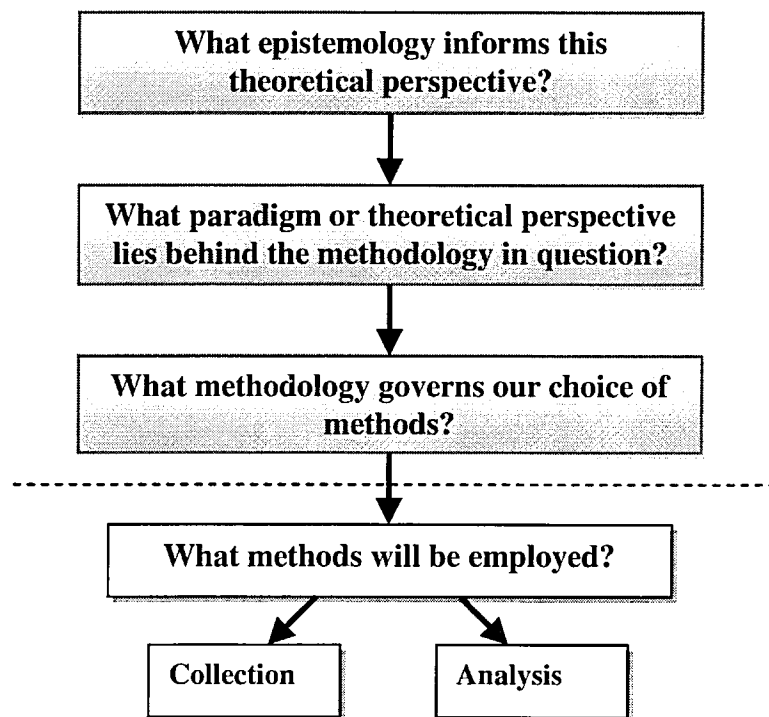 What epistemology informs this
theoretical perspective?
What paradigm or theoretical perspective
lies behind the methodology in question?
What methodology governs our choice of
methods?
What methods will be employed?
Collection
Analysis